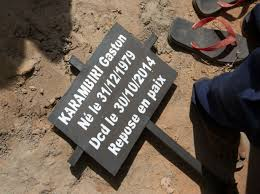 KARAMBIRI Gaston
Né le 31/12/1979
Dcd le 30/10/2014
Repose en paix